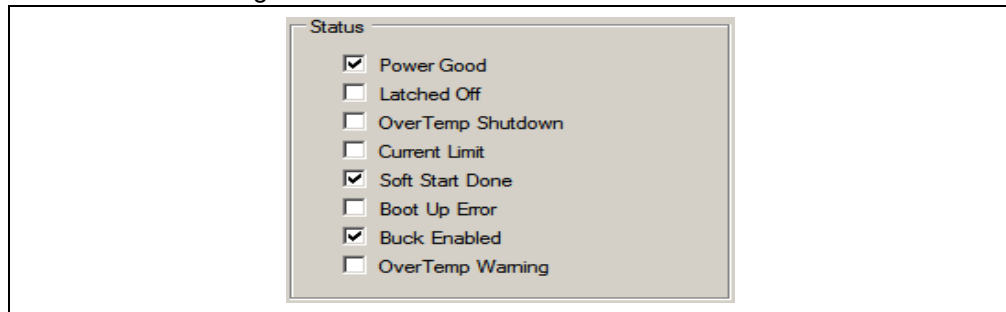 Status
Power Good
Latched Off
OverTemp Shutdown
Current Limit
Soft Start Done
Boot Up Error
Buck Enabled
OverTemp Warning